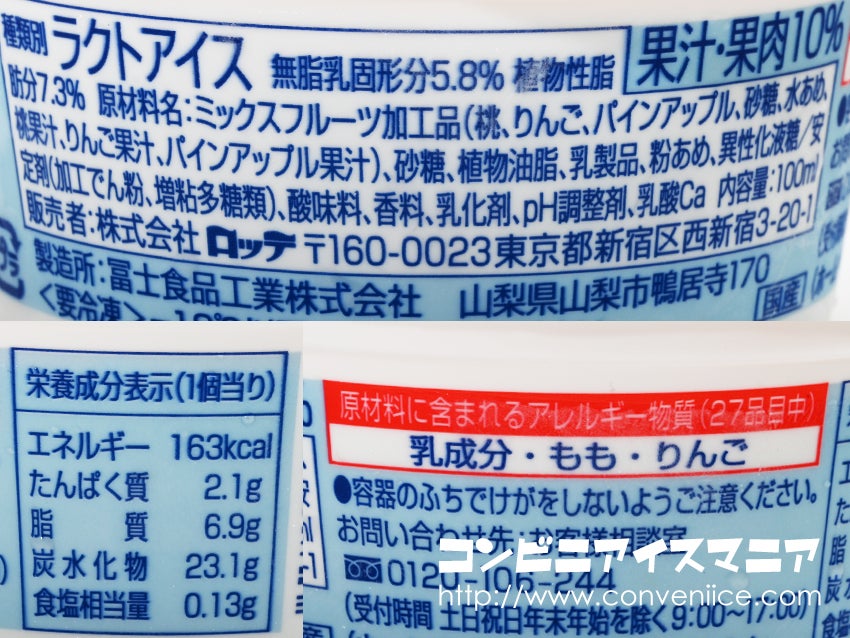 種類別 ラクトアイス 無脂乳固形分5.8% 植物性脂
肪分7.3% 原材料名:ミックスフルーツ加工品(桃、りんご、パインアップル、砂糖、水あめ、
桃果汁、りんご果汁、パインアップル果汁)、砂糖、植物油脂、乳製品、粉あめ、異性化液糖/安
定剤(加工でん粉、増粘多糖類)、酸味料、香料、乳化剤、pH調整剤、乳酸Ca 内容量:100ml
販売者:株式会社 ロッテ 〒160-0023東京都新宿区西新宿3-20-1
製造所:冨士食品工業株式会社 山梨県山梨市鴨居寺170
<要冷凍>
果汁・果肉10%
国産
栄養成分表示(1個当り)
エネルギー 163kcal
たんぱく質 2.1g
脂質 6.9g
炭水化物 23.1g
食塩相当量 0.13g
原材料に含まれるアレルギー物質(27品目中)
乳成分・もも・りんご
●容器のふちでけがをしないようご注意ください。
お問い合わせ先:お客様相談室
0120-106-244
(受付時間 土日祝日年末年始を除く9:00〜17:00)
コンビニアイスマニア
http://www.conveniice.com/